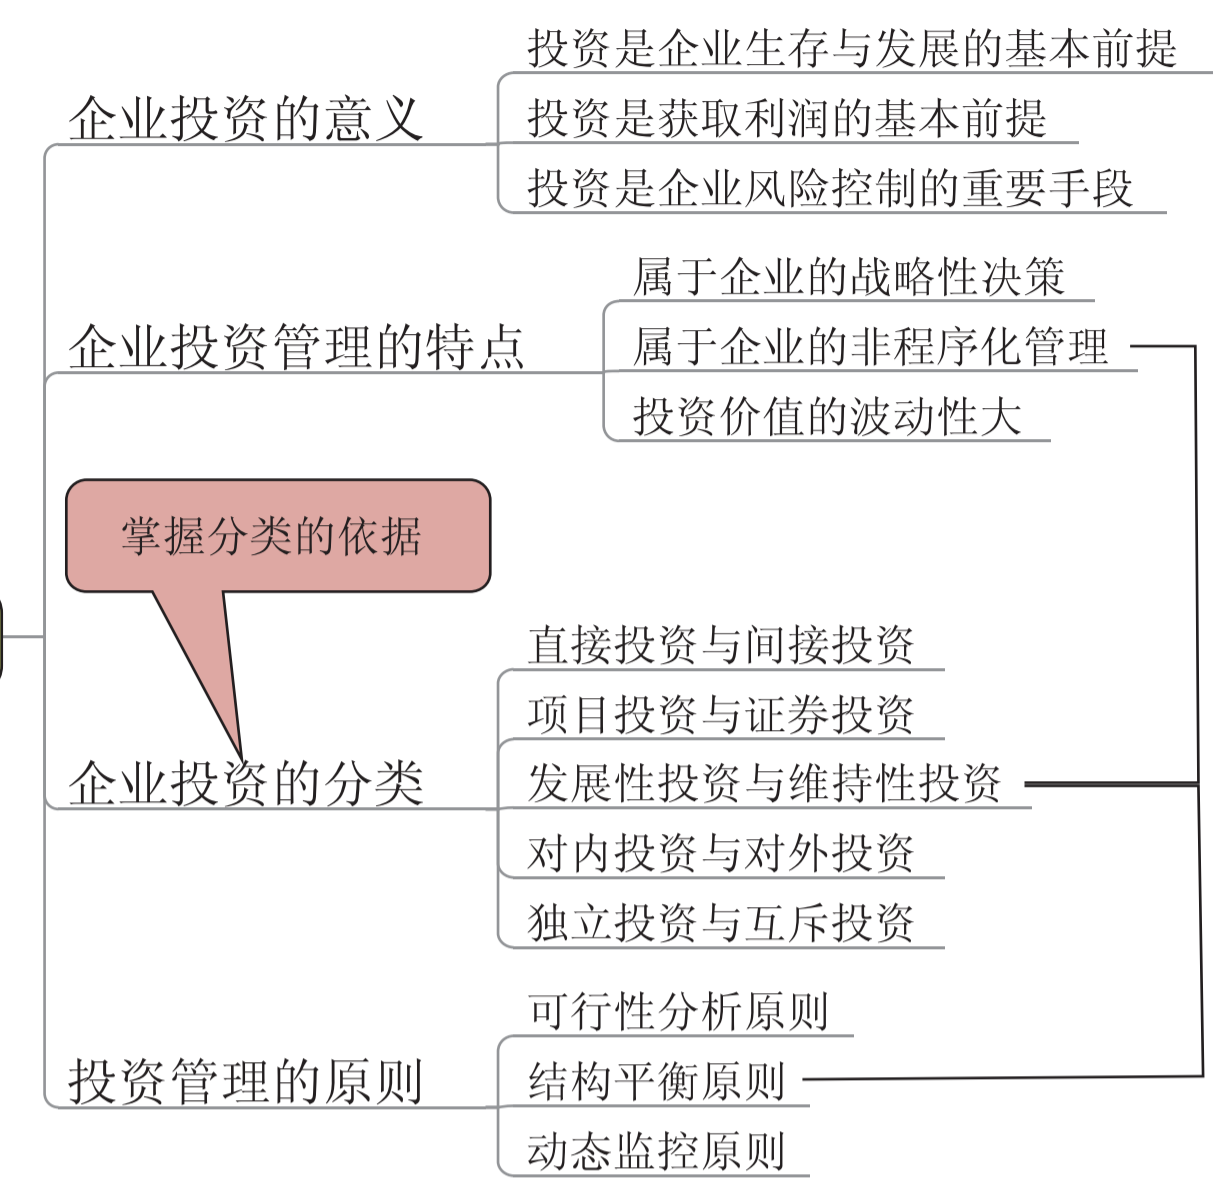 投资是企业生存与发展的基本前提
企业投资的意义
投资是获取利润的基本前提
投资是企业风险控制的重要手段
属于企业的战略性决策
企业投资管理的特点
属于企业的非程序化管理
投资价值的波动性大
掌握分类的依据
直接投资与间接投资
项目投资与证券投资
企业投资的分类
发展性投资与维持性投资
对内投资与对外投资
独立投资与互斥投资
可行性分析原则
投资管理的原则
结构平衡原则
动态监控原则